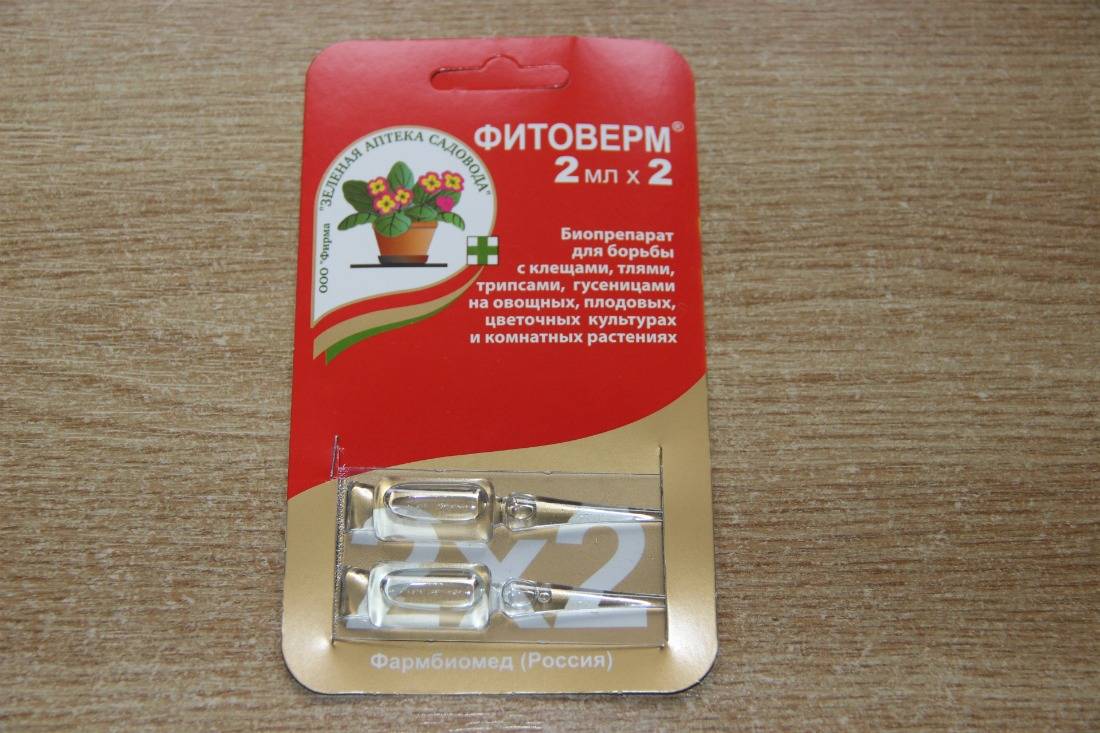 ООО "Фирма "ЗЕЛЕНАЯ АПТЕКА САДОВОДА"
ФИТОВЕРМ®
2 мл x 2
Биопрепарат
для борьбы
с клещами, тлями,
трипсами, гусеницами
на овощных, плодовых,
цветочных культурах
и комнатных растениях
2x2
Фармбиомед (Россия)